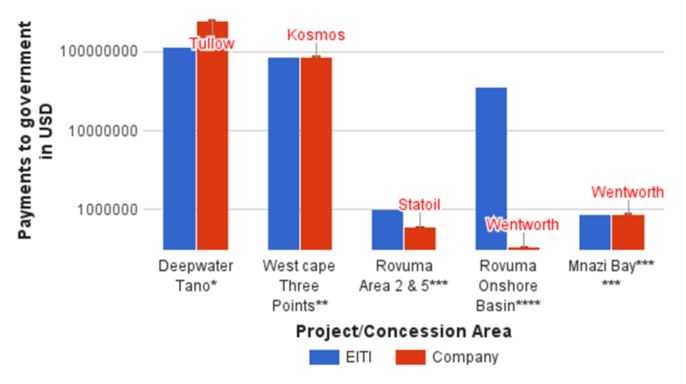 Payments to government
in USD
100000000
10000000
1000000
Tullow
Kosmos
Statoil
Wentworth
Wentworth
Deepwater
Tano*
West cape
Three
Points**
Rovuma
Area 2 & 5***
Rovuma
Onshore
Basin****
Mnazi Bay***
***
Project/Concession Area
EITI
Company